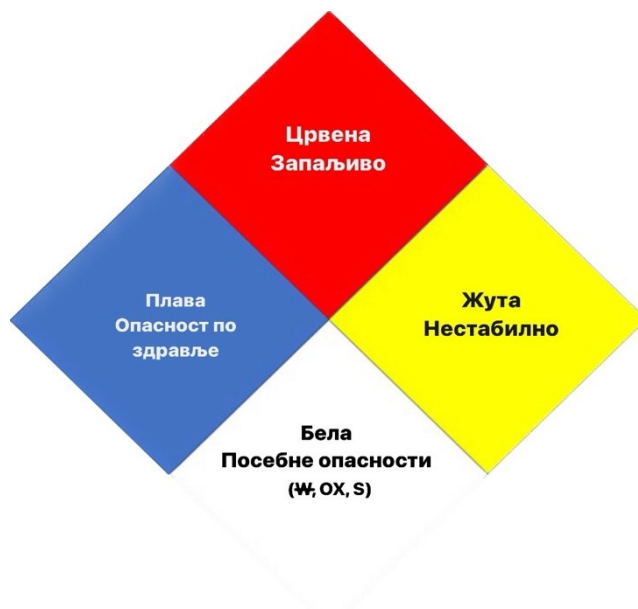 Црвена
Запаљиво
Плава
Опасност по
здравље
Жута
Нестабилно
Бела
Посебне опасности
(W̶, OX, S)